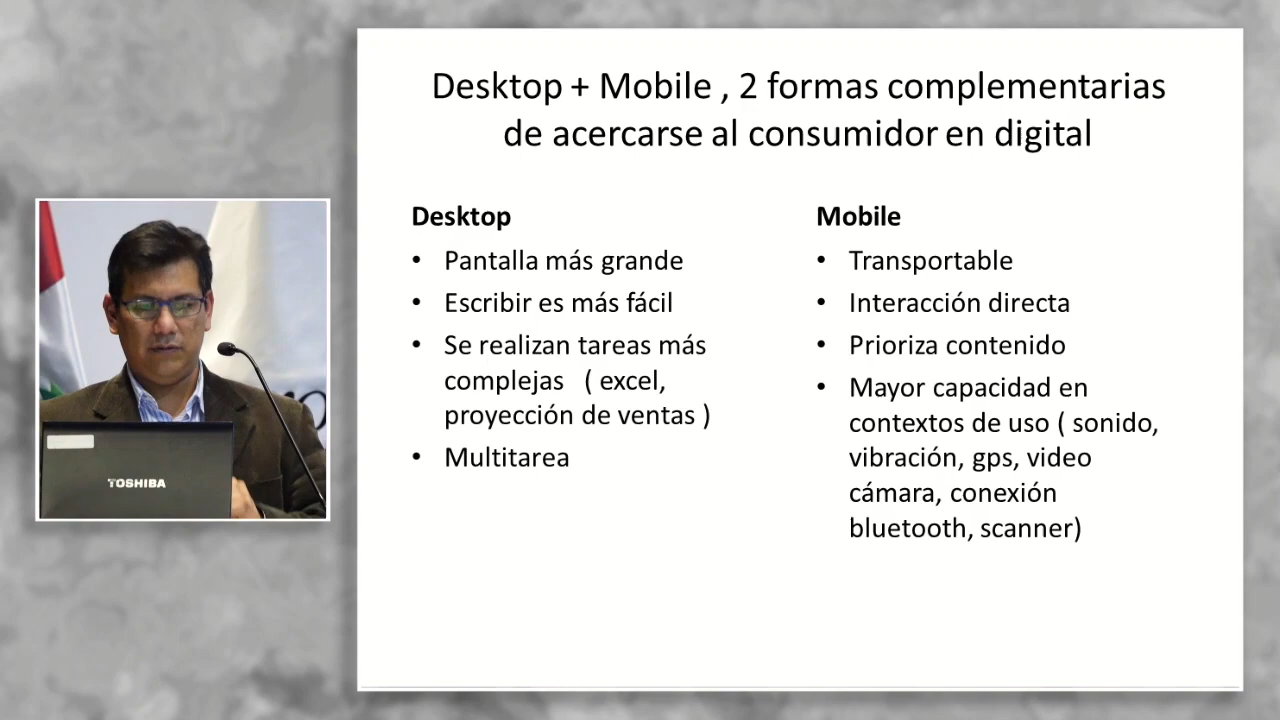 Desktop + Mobile , 2 formas complementarias
de acercarse al consumidor en digital
Desktop
• Pantalla más grande
• Escribir es más fácil
• Se realizan tareas más
complejas ( excel,
proyección de ventas )
• Multitarea
Mobile
• Transportable
• Interacción directa
• Prioriza contenido
• Mayor capacidad en
contextos de uso ( sonido,
vibración, gps, video
cámara, conexión
bluetooth, scanner)
TOSHIBA